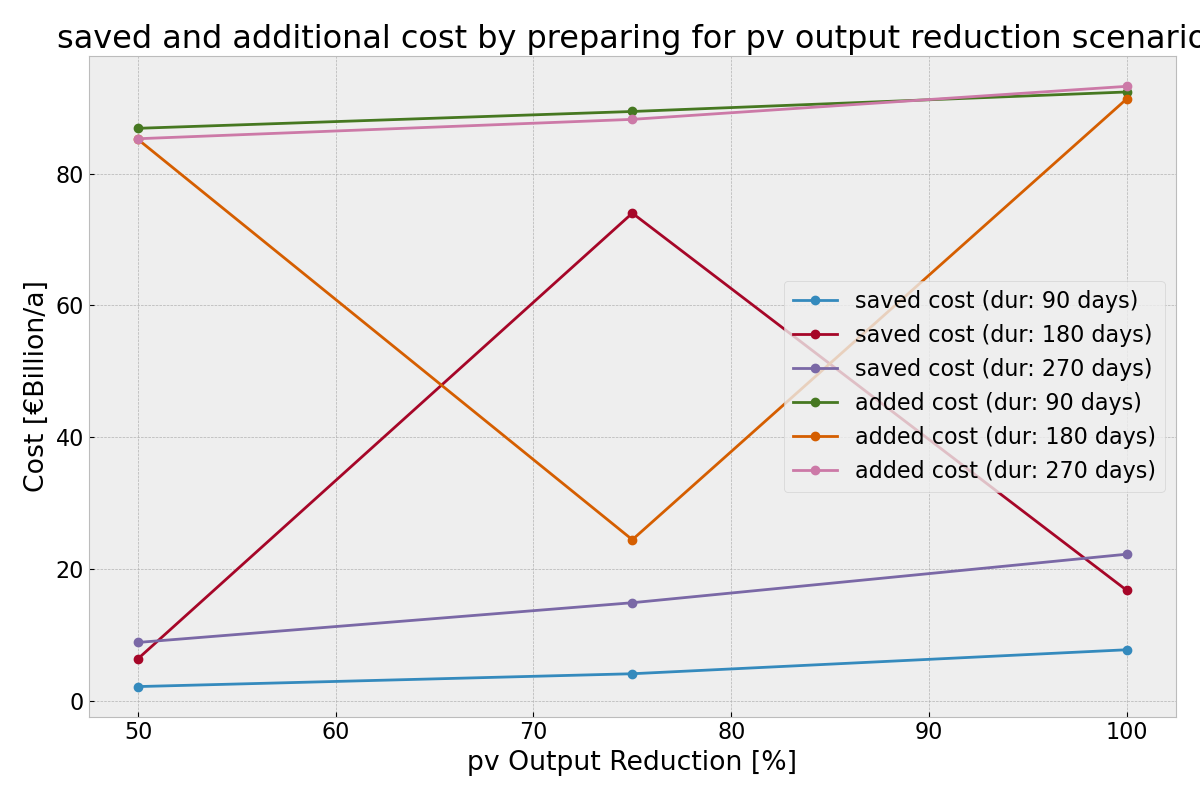 saved and additional cost by preparing for pv output reduction scenario
Cost [€Billion/a]
80
60
40
20
0
saved cost (dur: 90 days)
saved cost (dur: 180 days)
saved cost (dur: 270 days)
added cost (dur: 90 days)
added cost (dur: 180 days)
added cost (dur: 270 days)
50 60 70 80 90 100
pv Output Reduction [%]